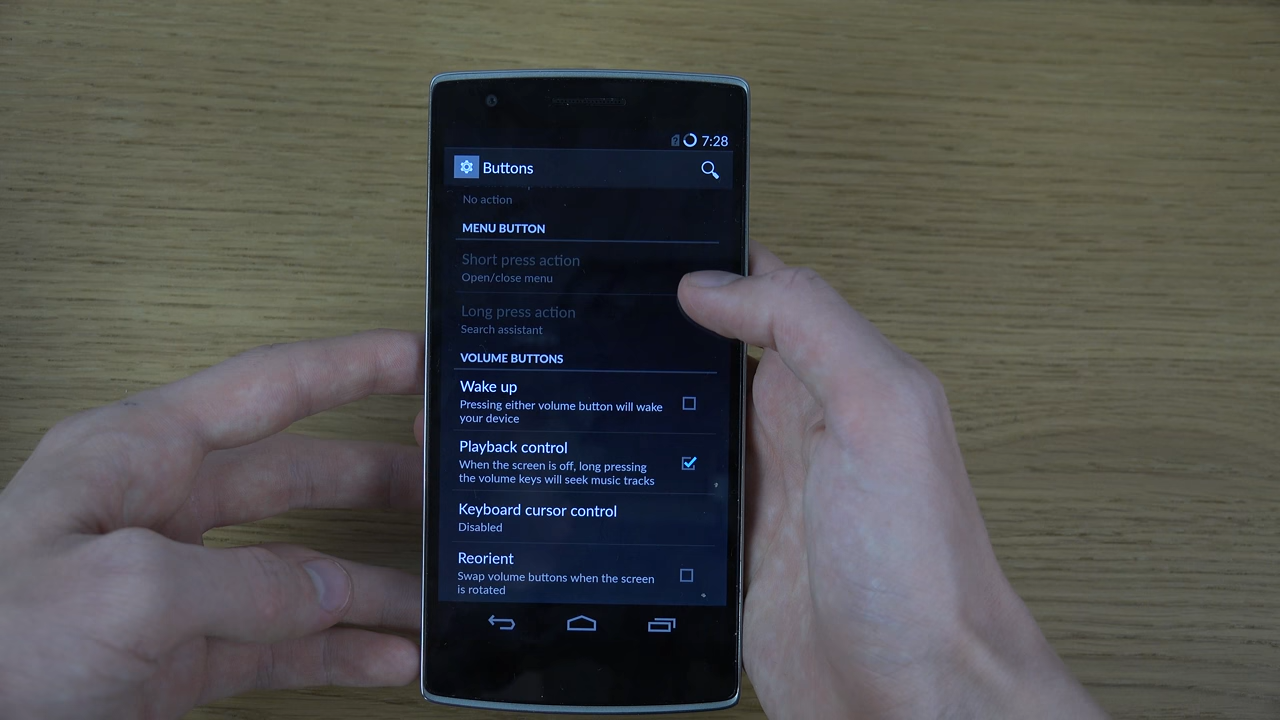 7:28
Buttons
No action
MENU BUTTON
Short press action
Open/close menu
Long press action
Search assistant
VOLUME BUTTONS
Wake up
Pressing either volume button will wake
your device
Playback control
When the screen is off, long pressing
the volume keys will seek music tracks
Keyboard cursor control
Disabled
Reorient
Swap volume buttons when the screen
is rotated